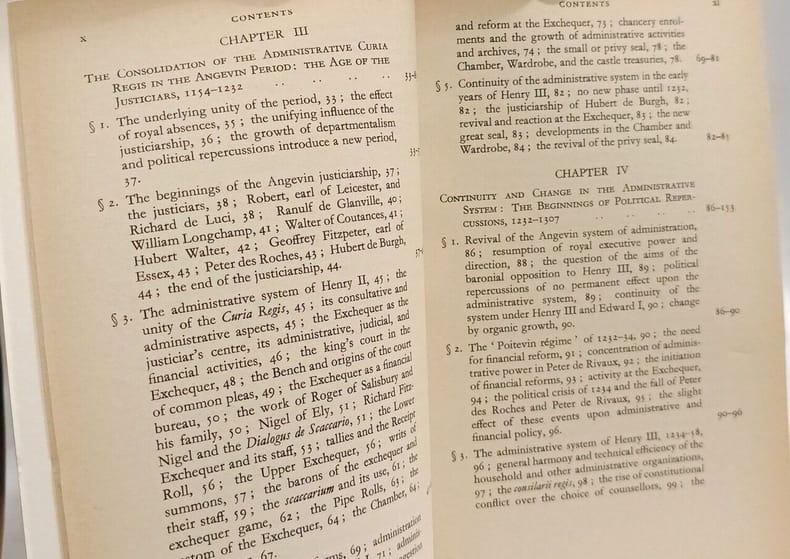 x
CONTENTS
CHAPTER III
THE CONSOLIDATION OF THE ADMINISTRATIVE CURIA
REGIS IN THE ANGEVIN PERIOD : THE AGE OF THE
JUSTICIARS, 1154–1232 .. .. .. .. 33-
§ 1. The underlying unity of the period, 33 ; the effect
of royal absences, 35 ; the unifying influence of the
justiciarship, 36 ; the growth of departmentalism
and political repercussions introduce a new period,
37.
§ 2. The beginnings of the Angevin justiciarship, 37 ;
the justiciars, 38 ; Robert, earl of Leicester, and
Richard de Luci, 38 ; Ranulf de Glanville, 40 ;
William Longchamp, 41 ; Walter of Coutances, 41 ;
Hubert Walter, 42 ; Geoffrey Fitzpeter, earl of
Essex, 43 ; Peter des Roches, 43 ; Hubert de Burgh,
44 ; the end of the justiciarship, 44.
§ 3. The administrative system of Henry II, 45 ; the
unity of the Curia Regis, 45 ; its consultative and
administrative aspects, 45 ; the Exchequer as the
justiciar's centre, its administrative, judicial, and
financial activities, 46 ; the king's court in the
Exchequer, 48 ; the Bench and origins of the court
of common pleas, 49 ; the Exchequer as a financial
bureau, 50 ; the work of Roger of Salisbury and
his family, 50 ; Nigel of Ely, 51 ; Richard Fitz-
Nigel and the Dialogus de Scaccario, 51 ; the Lower
Exchequer and its staff, 53 ; tallies and the Receipt
Roll, 56 ; the Upper Exchequer, 56 ; writs of
summons, 57 ; the barons of the exchequer and
their staff, 59 ; the scaccarium and its use, 61 ; the
exchequer game, 62 ; the Pipe Rolls, 63 ; the
of the Exchequer, 64 ; the Chamber, 64 ;
67.
69 ; administration
71 ;
CONTENTS
xi
and reform at the Exchequer, 73 ; chancery enrol-
ments and the growth of administrative activities
and archives, 74 ; the small or privy seal, 78 ; the
Chamber, Wardrobe, and the castle treasuries, 78. 69–81
§ 5. Continuity of the administrative system in the early
years of Henry III, 82 ; no new phase until 1232,
82 ; the justiciarship of Hubert de Burgh, 82 ;
revival and reaction at the Exchequer, 83 ; the new
great seal, 83 ; developments in the Chamber and
Wardrobe, 84 ; the revival of the privy seal, 84. 82–85
CHAPTER IV
CONTINUITY AND CHANGE IN THE ADMINISTRATIVE
SYSTEM : THE BEGINNINGS OF POLITICAL REPER-
CUSSIONS, 1232–1307 .. .. .. 86–153
§ 1. Revival of the Angevin system of administration,
86 ; resumption of royal executive power and
direction, 88 ; the question of the aims of the
baronial opposition to Henry III, 89 ; political
repercussions of no permanent effect upon the
administrative system, 89 ; continuity of the
system under Henry III and Edward I, 90 ; change
by organic growth, 90. 86–90
§ 2. The 'Poitevin régime' of 1232–34, 90 ; the need
for financial reform, 91 ; concentration of adminis-
trative power in Peter de Rivaux, 92 ; the initiation
of financial reforms, 93 ; activity at the Exchequer,
94 ; the political crisis of 1234 and the fall of Peter
des Roches and Peter de Rivaux, 95 ; the slight
effect of these events upon administrative and
financial policy, 96. 90–96
§ 3. The administrative system of Henry III, 1234–58,
96 ; general harmony and technical efficiency of the
household and other administrative organizations,
97 ; the consilarii regis, 98 ; the rise of constitutional
conflict over the choice of counsellors, 99 ; the